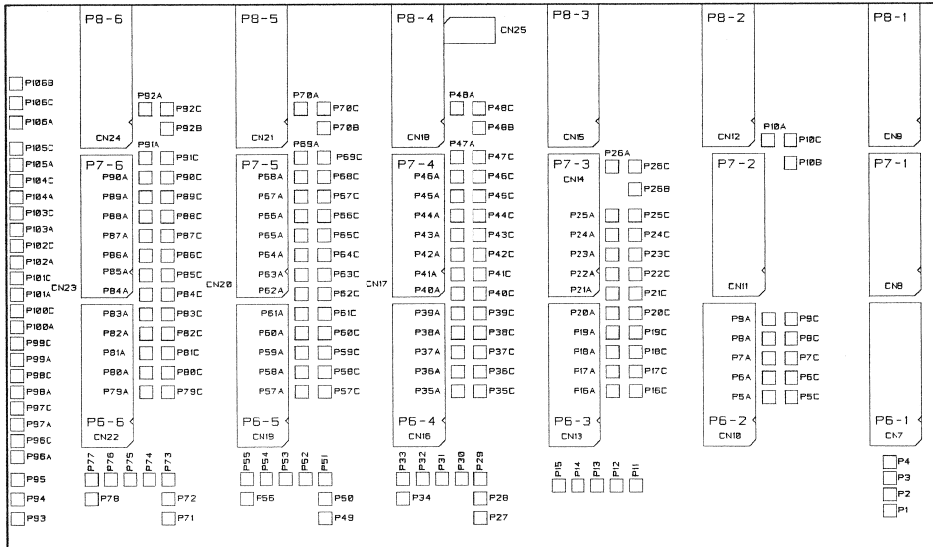 P8-6 P8-5 P8-4 P8-3 P8-2 P8-1
CN25
P106B
P106C P92A P92C P70A P70C P48A P48C
P106A P92B P70B P48B
CN24 CN21 CN18 CN15 CN12 CN9
P10A P10C
P10B
P105C P91A P91C P69A P69C P47A P47C P26A P26C
P105A P7-6 P7-5 P7-4 P7-3 P7-2 P7-1
CN14
P104C P90A P90C P68A P68C P46A P46C P26B
P104A P89A P89C P67A P67C P45A P45C
P103C P88A P88C P66A P66C P44A P44C P25A P25C
P103A P87A P87C P65A P65C P43A P43C P24A P24C
P102C P86A P86C P64A P64C P42A P42C P23A P23C
P102A P85A P85C P63A P63C P41A P41C P22A P22C
P101C CN23 CN20 CN17 CN11 CN8
P101A P84A P84C P62A P62C P40A P40C P21A P21C
P100C P83A P83C P61A P61C P39A P39C P20A P20C P9A P9C
P100A P82A P82C P60A P60C P38A P38C P19A P19C P8A P8C
P99C P81A P81C P59A P59C P37A P37C P18A P18C P7A P7C
P99A
P98C P80A P80C P58A P58C P36A P36C P17A P17C P6A P6C
P98A P79A P79C P57A P57C P35A P35C P16A P16C P5A P5C
P97C
P97A P6-6 P6-5 P6-4 P6-3 P6-2 P6-1
P96C CN22 CN19 CN16 CN13 CN10 CN7
P96A
P77 P76 P75 P74 P73 P55 P54 P53 P52 P51 P33 P32 P31 P30 P29 P15 P14 P13 P12 P11
P4
P95 P3
P94 P78 P72 P56 P50 P34 P28 P2
P93 P71 P49 P27 P1